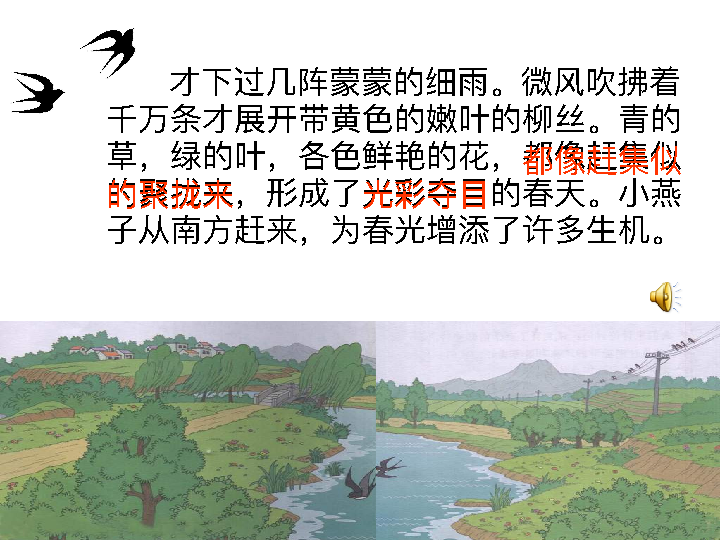 才下过几阵蒙蒙的细雨。微风吹拂着
千万条才展开带黄色的嫩叶的柳丝。青的
草，绿的叶，各色鲜艳的花，都像赶集似
的聚拢来，形成了光彩夺目的春天。小燕
子从南方赶来，为春光增添了许多生机。